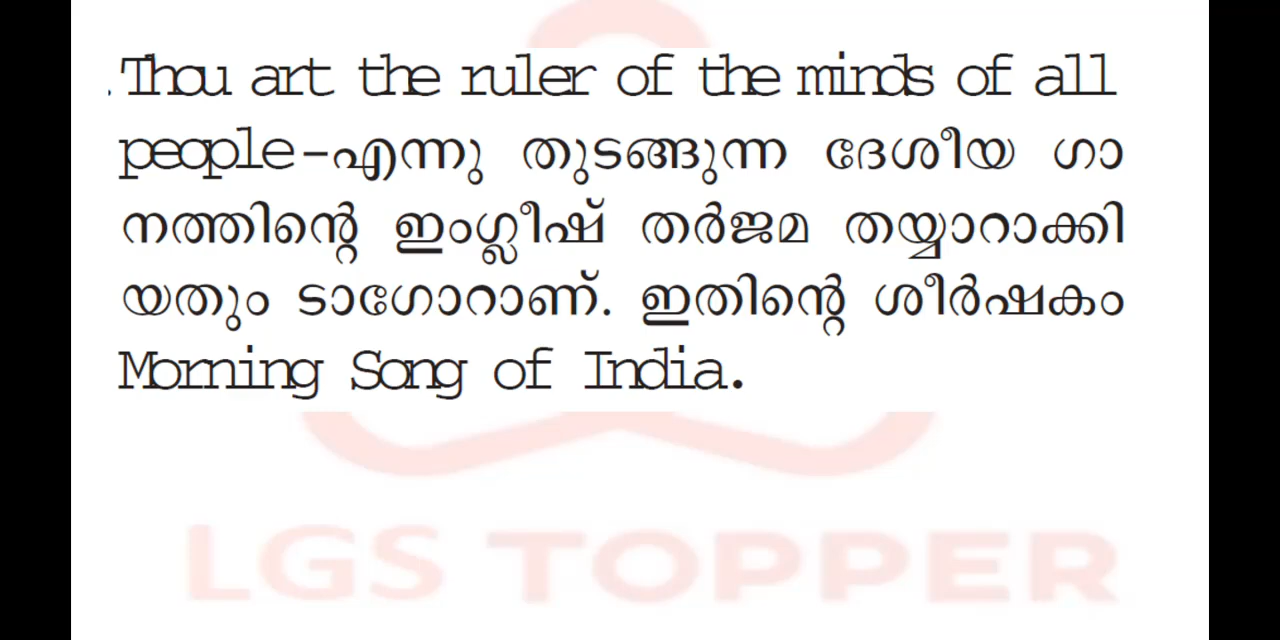 .Thou art the ruler of the minds of all
people-എന്നു തുടങ്ങുന്ന ദേശീയ ഗാ
നത്തിന്റെ ഇംഗ്ലീഷ് തർജമ തയ്യാറാക്കി
യതും ടാഗോറാണ്. ഇതിന്റെ ശീർഷകം
Morning Song of India.
LGS TOPPER